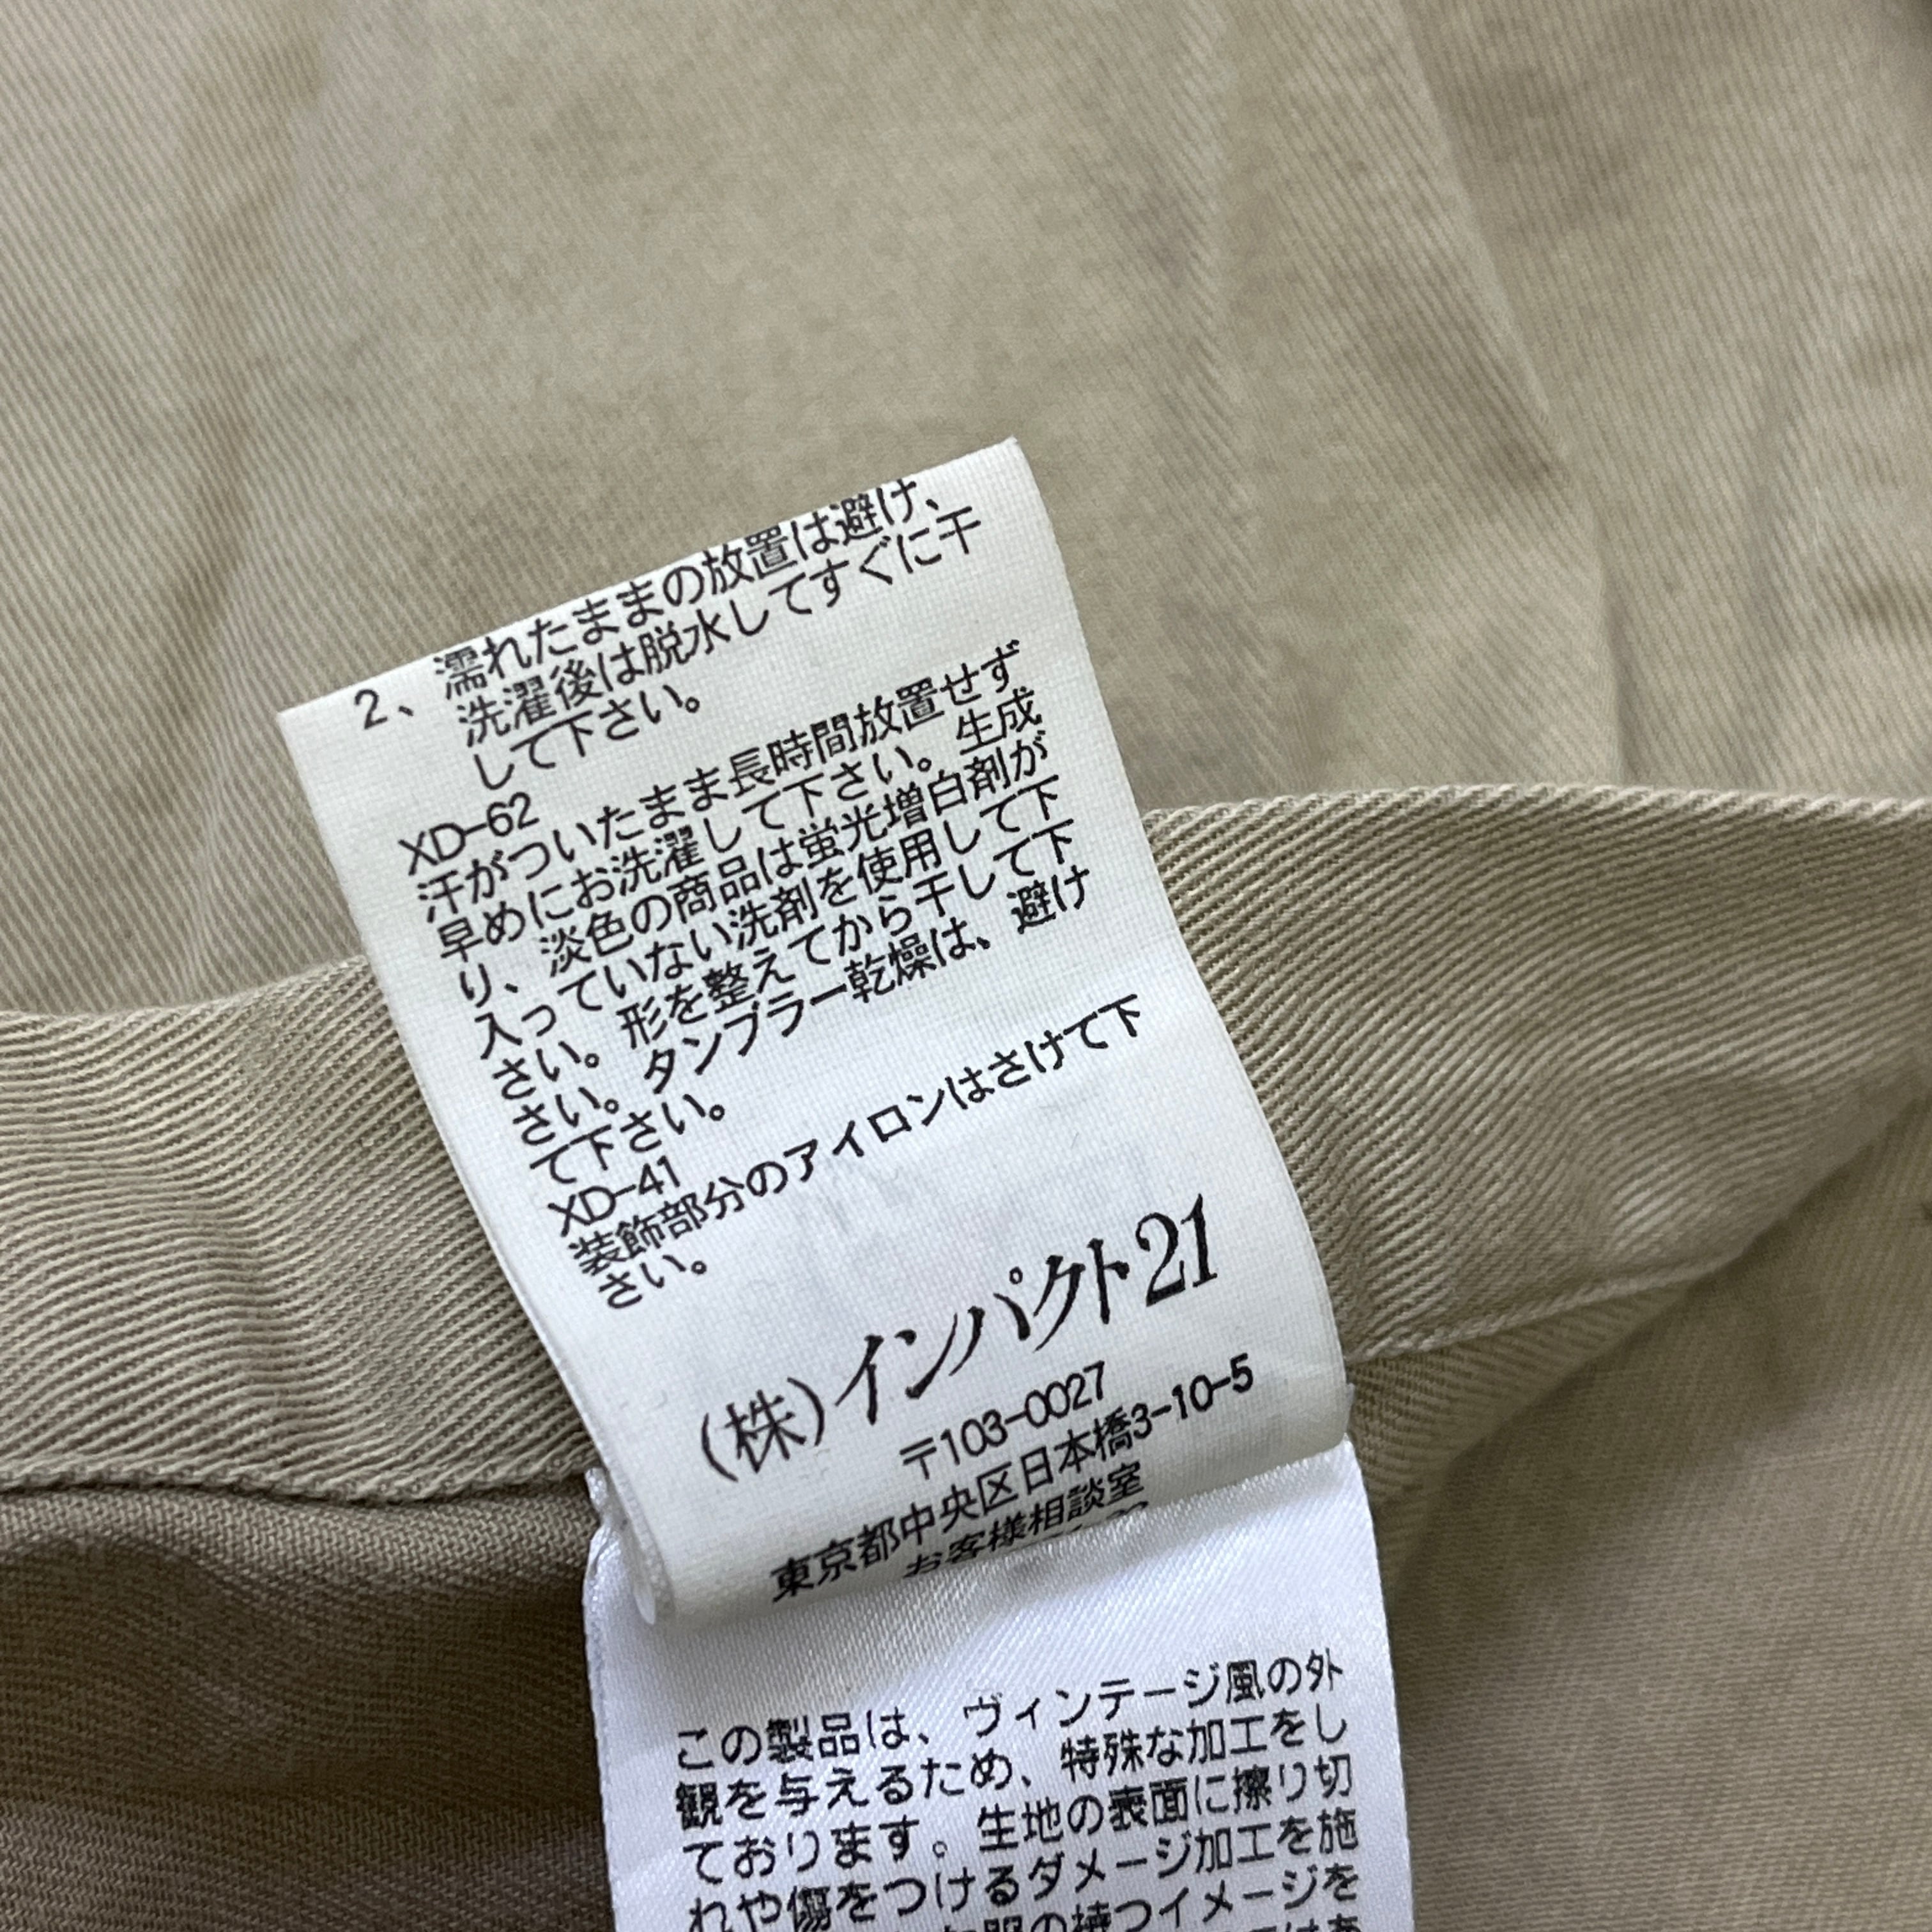 2、濡れたままの放置は避け、
洗濯後は脱水してすぐに干
して下さい。
XD-62
汗がついたまま長時間放置せず
早めにお洗濯して下さい。生成
り、淡色の商品は蛍光増白剤が
入っていない洗剤を使用して下
さい。形を整えてから干して下
さい。タンブラー乾燥は、避け
て下さい。
XD-41
装飾部分のアイロンはさけて下
さい。
(株)インパクト21
〒103-0027
東京都中央区日本橋3-10-5
お客様相談室
この製品は、ヴィンテージ風の外
観を与えるため、特殊な加工をし
ております。生地の表面に擦り切
れや傷をつけるダメージ加工を施
の持つイメージを